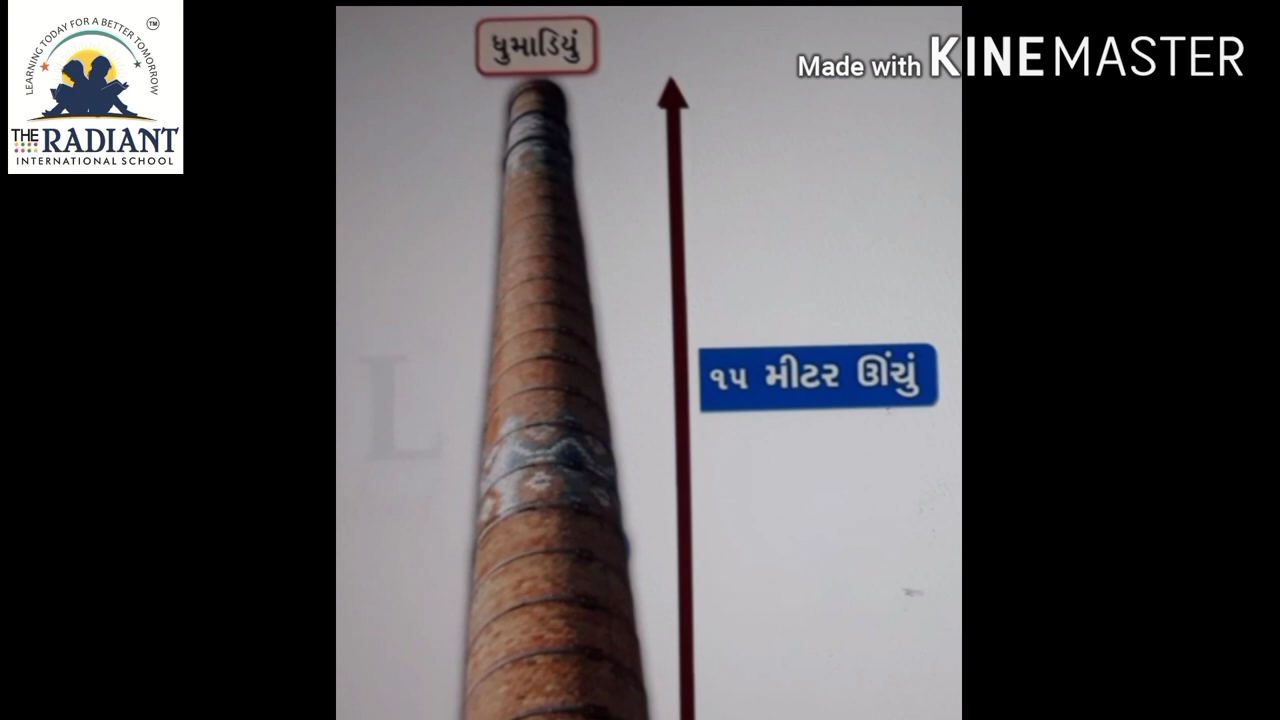 LEARNING TODAY FOR A BETTER TOMORROW
TM
THE RADIANT
INTERNATIONAL SCHOOL
ધુમાડિયું
Made with KINEMASTER
૧૫ મીટર ઊંચું
L